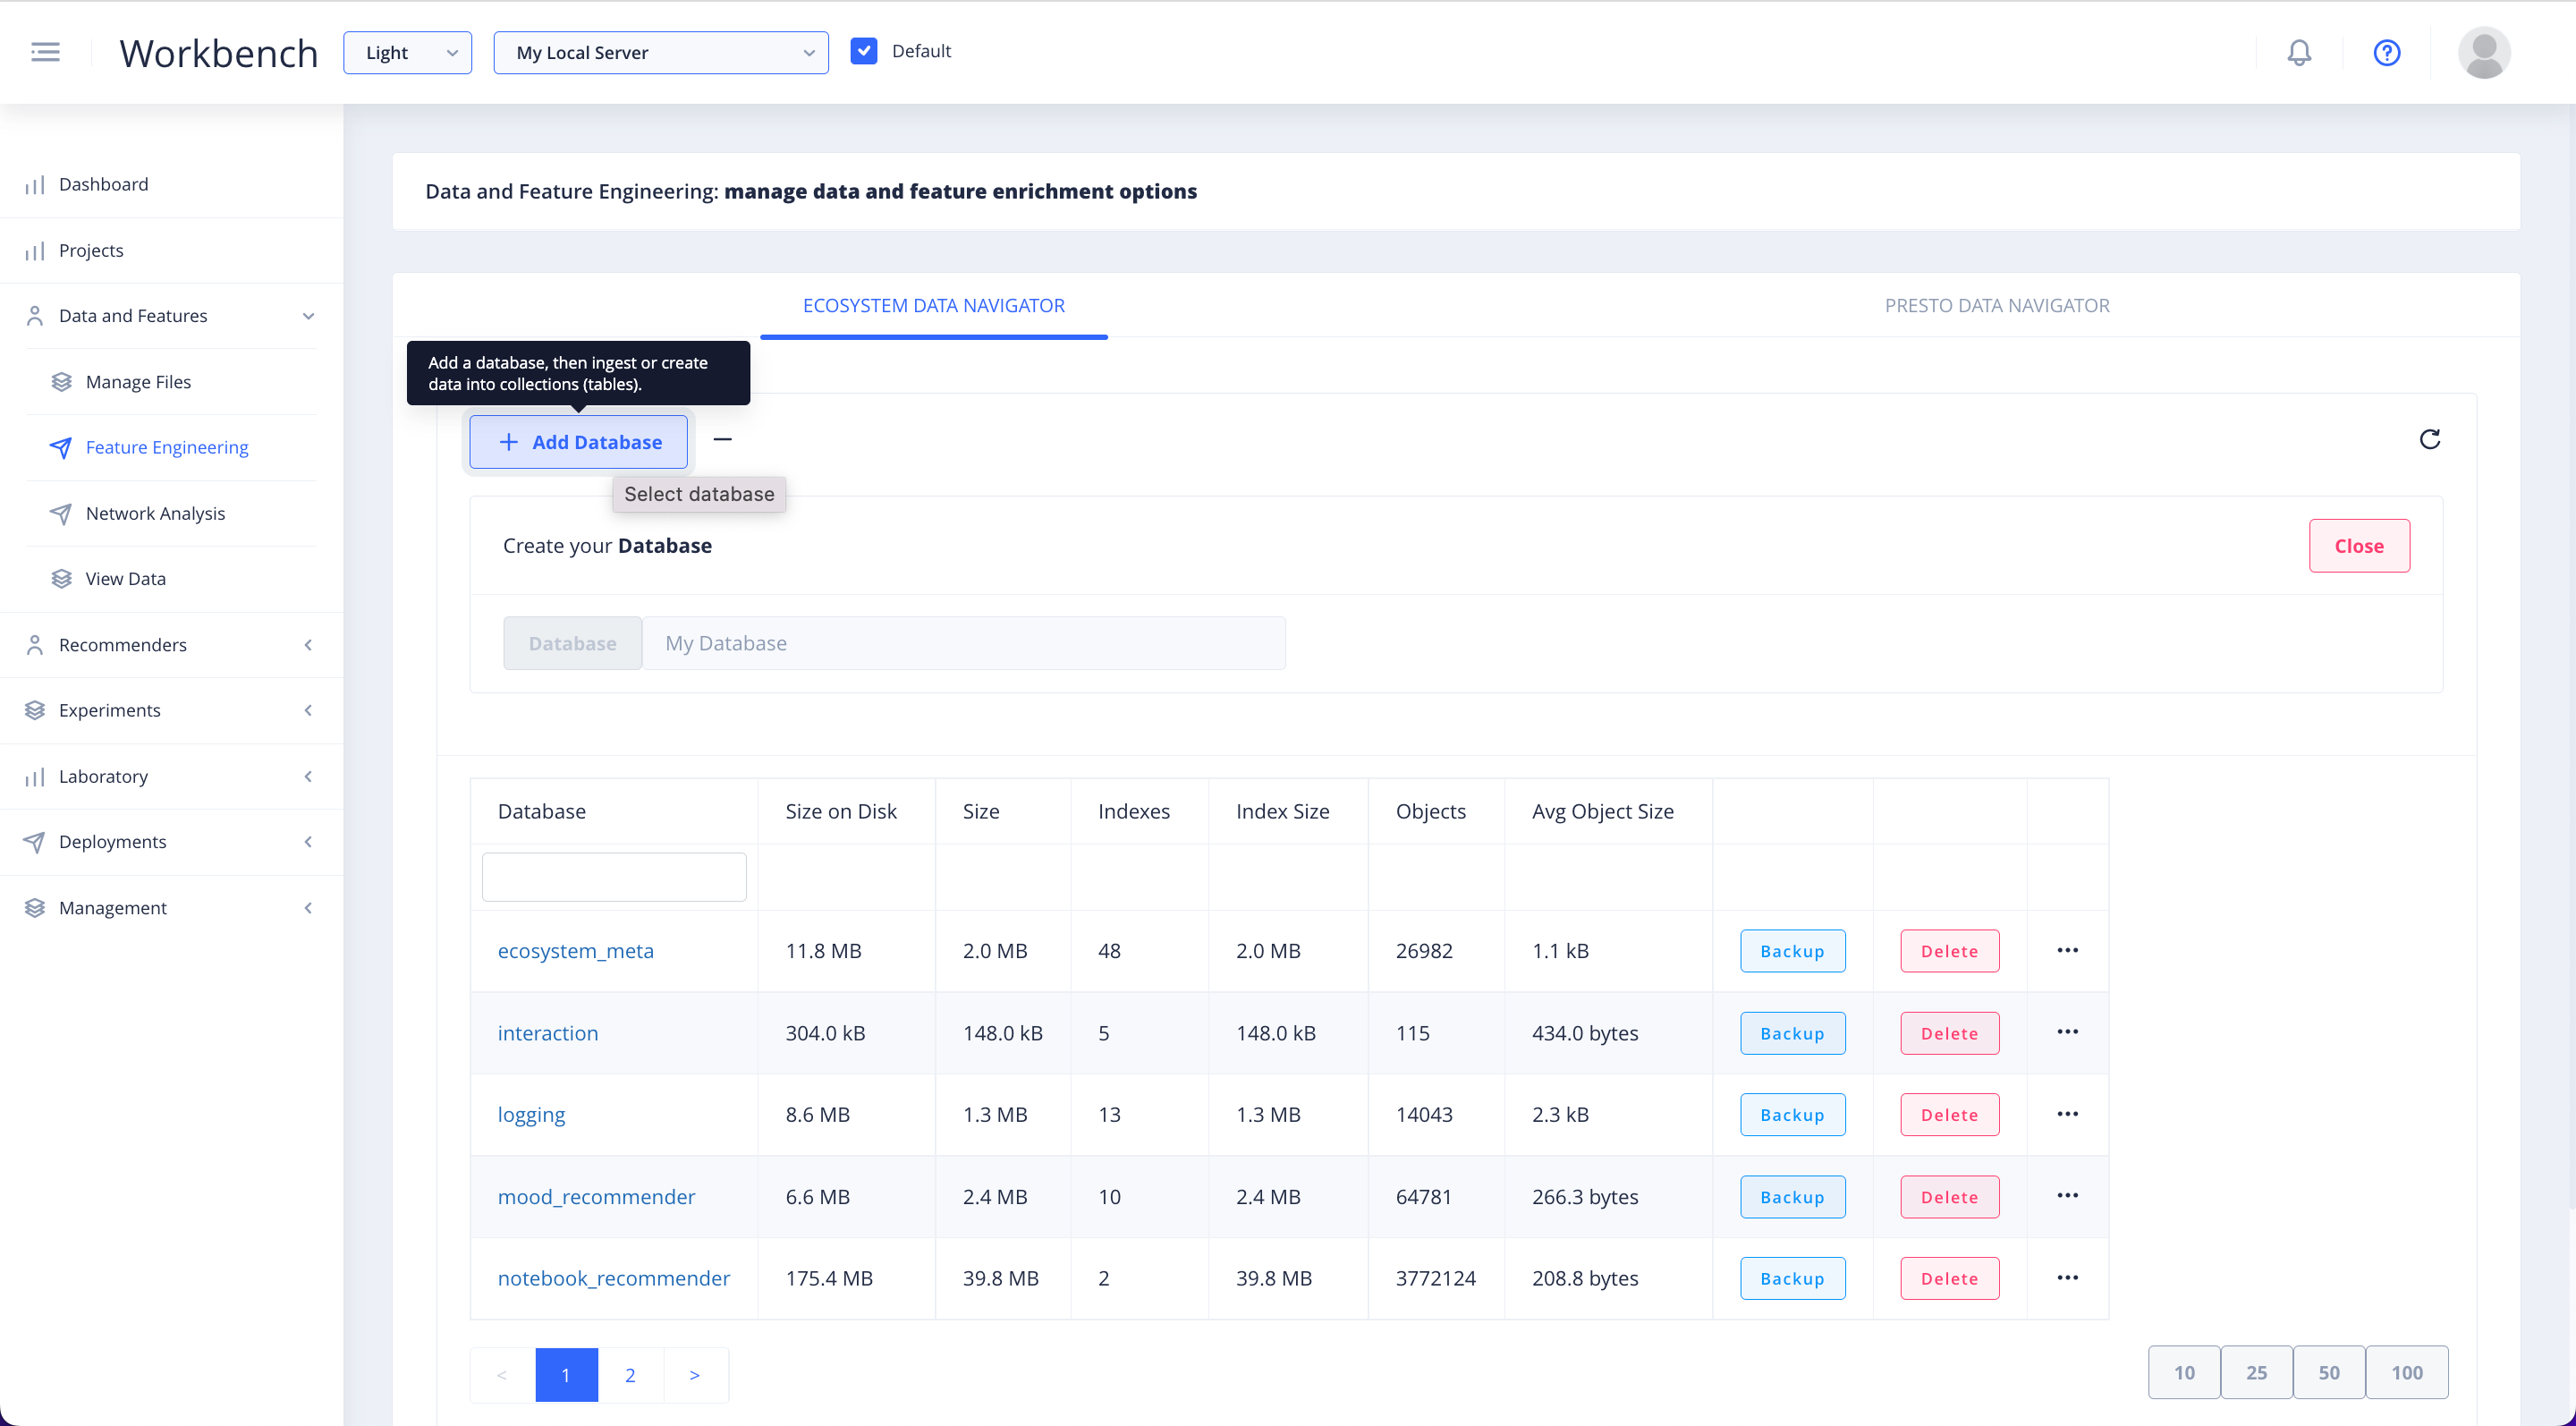 Workbench
Light
My Local Server
Default
Dashboard
Projects
Data and Features
Manage Files
Feature Engineering
Network Analysis
View Data
Recommenders
Experiments
Laboratory
Deployments
Management
Data and Feature Engineering: manage data and feature enrichment options
ECOSYSTEM DATA NAVIGATOR
PRESTO DATA NAVIGATOR
Add a database, then ingest or create
data into collections (tables).
Add Database
Select database
Create your Database
Close
Database
My Database
Database Size on Disk Size Indexes Index Size Objects Avg Object Size
ecosystem_meta 11.8 MB 2.0 MB 48 2.0 MB 26982 1.1 kB Backup Delete
interaction 304.0 kB 148.0 kB 5 148.0 kB 115 434.0 bytes Backup Delete
logging 8.6 MB 1.3 MB 13 1.3 MB 14043 2.3 kB Backup Delete
mood_recommender 6.6 MB 2.4 MB 10 2.4 MB 64781 266.3 bytes Backup Delete
notebook_recommender 175.4 MB 39.8 MB 2 39.8 MB 3772124 208.8 bytes Backup Delete
< 1 2 >
10 25 50 100